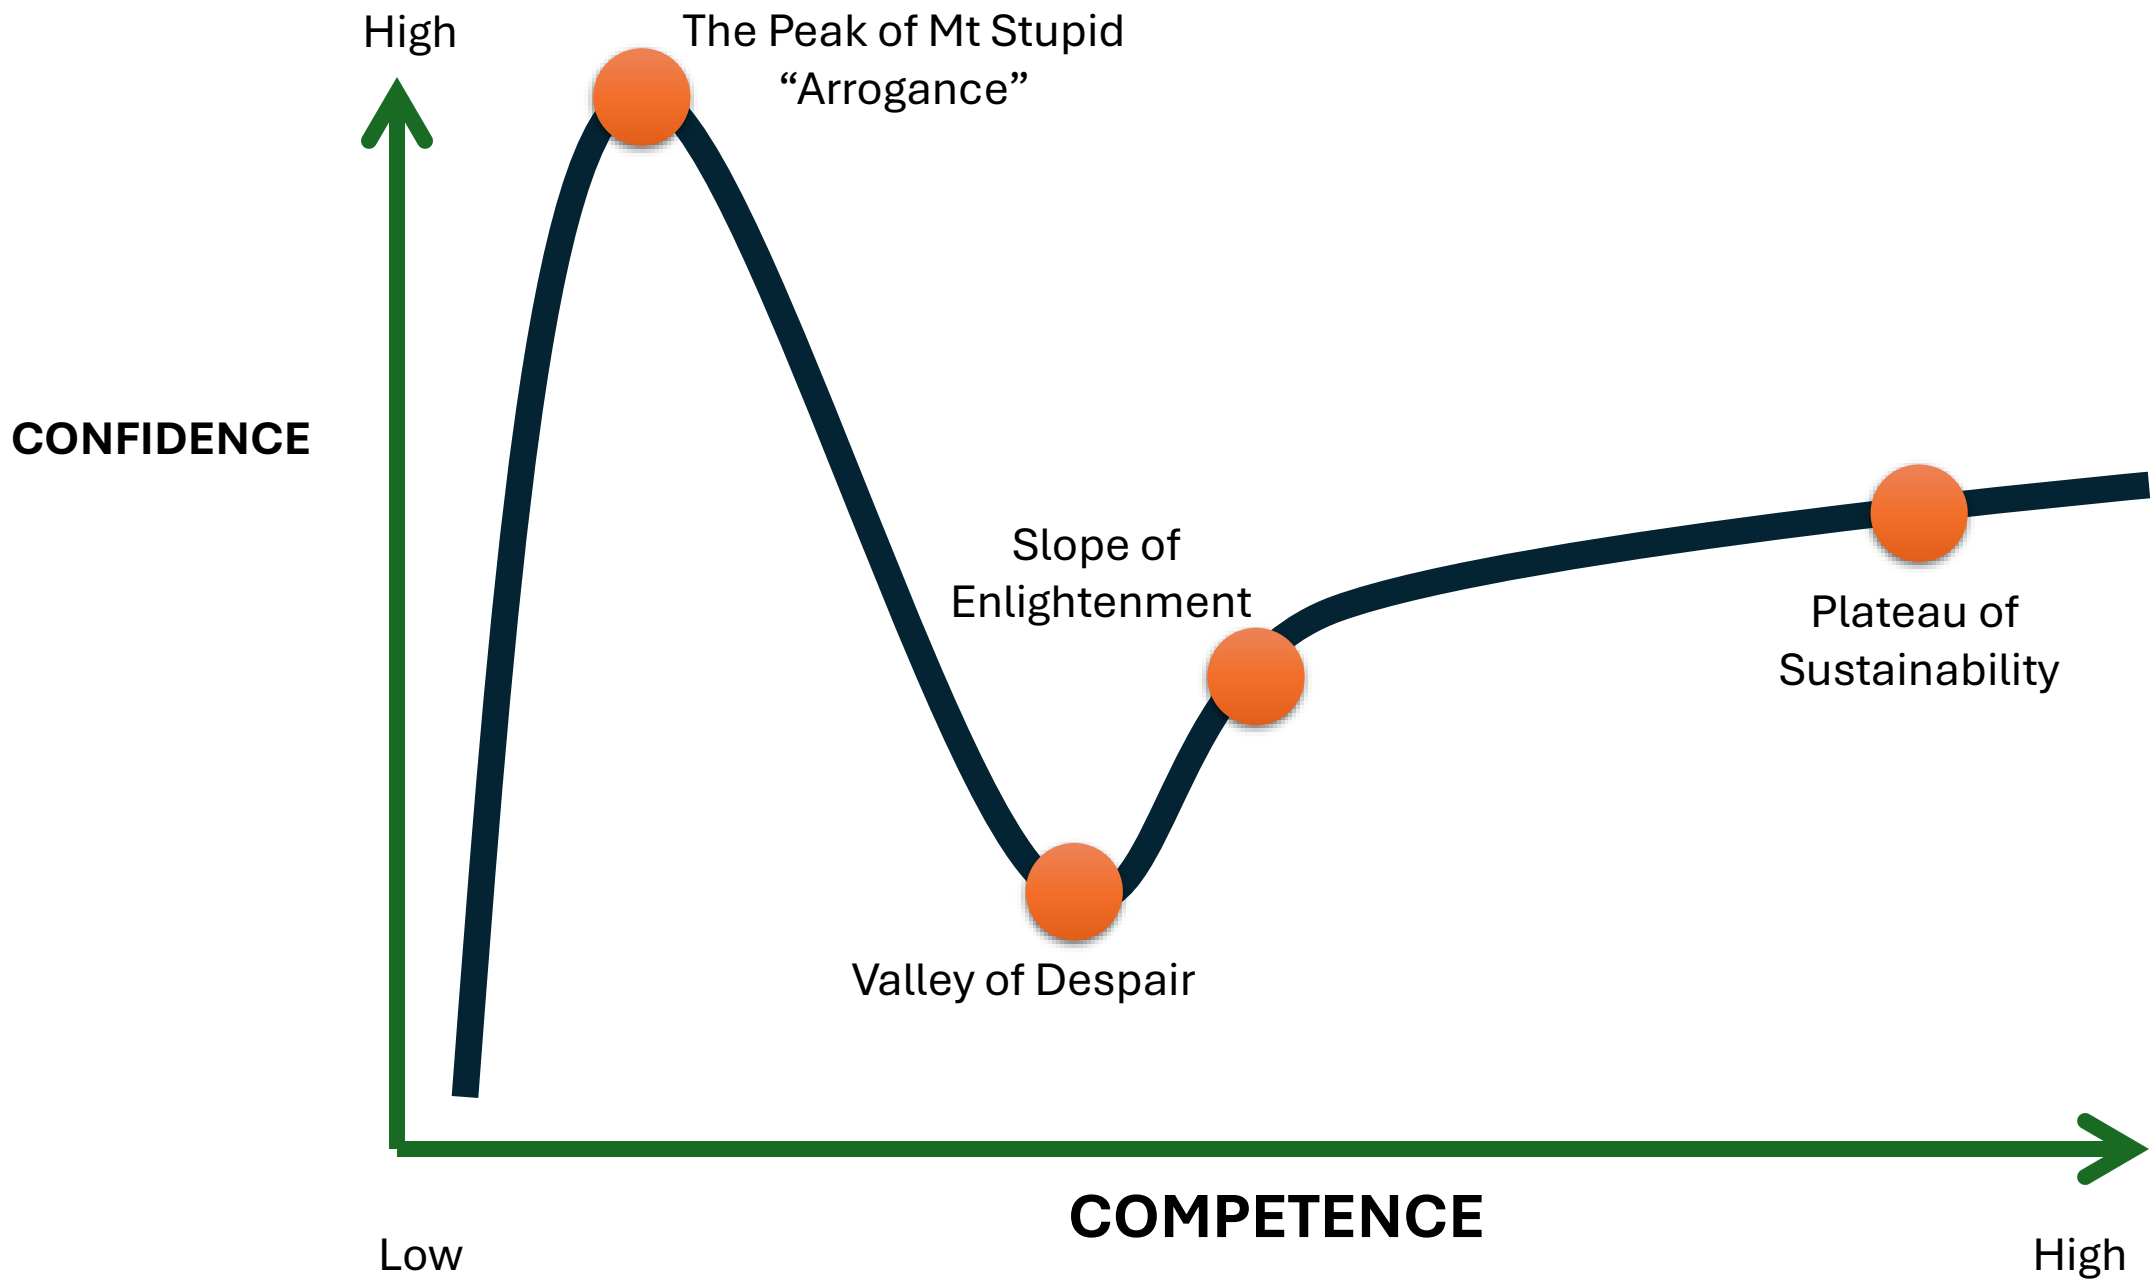 High
The Peak of Mt Stupid
“Arrogance”
CONFIDENCE
Slope of
Enlightenment
Plateau of
Sustainability
Valley of Despair
COMPETENCE
Low
High